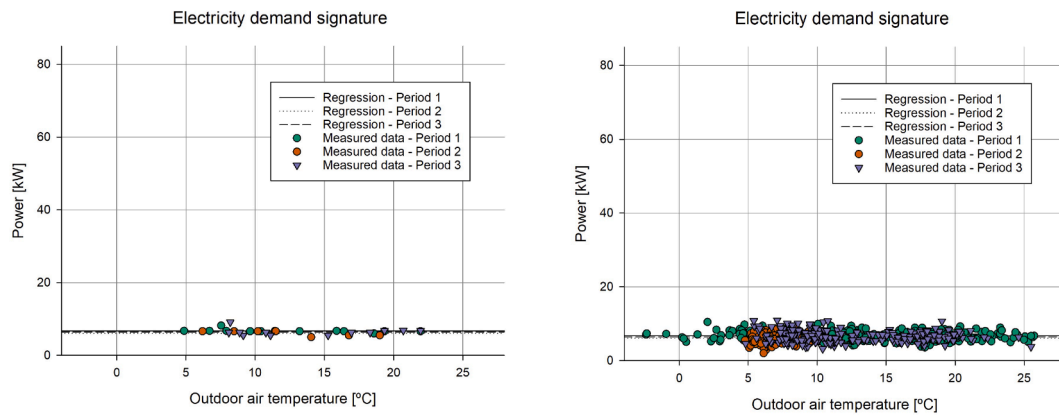 Electricity demand signature
80
60
40
20
0
Power [kW]
Regression - Period 1
Regression - Period 2
Regression - Period 3
Measured data - Period 1
Measured data - Period 2
Measured data - Period 3
0 5 10 15 20 25
Outdoor air temperature [ºC]
Electricity demand signature
80
60
40
20
0
Power [kW]
Regression - Period 1
Regression - Period 2
Regression - Period 3
Measured data - Period 1
Measured data - Period 2
Measured data - Period 3
0 5 10 15 20 25
Outdoor air temperature [ºC]